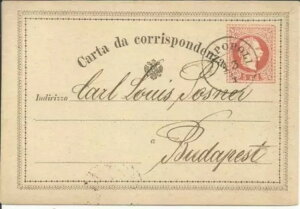 Carta da corrispondenza
Indirizzo Carl Louis Posner
a
Budapest